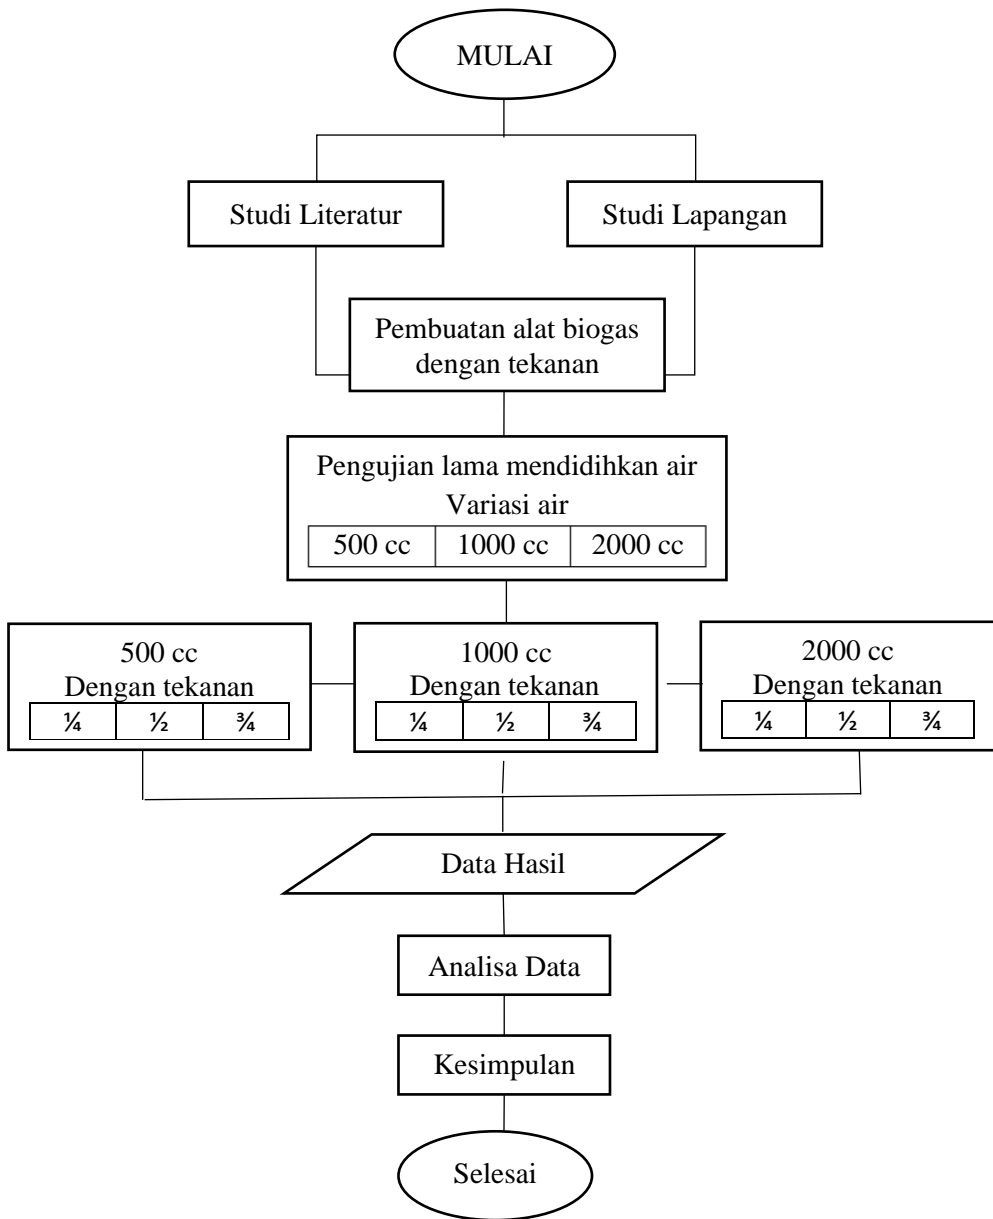 MULAI
Studi Literatur
Studi Lapangan
Pembuatan alat biogas
dengan tekanan
Pengujian lama mendidihkan air
Variasi air
500 cc 1000 cc 2000 cc
500 cc
Dengan tekanan
¼ ½ ¾
1000 cc
Dengan tekanan
¼ ½ ¾
2000 cc
Dengan tekanan
¼ ½ ¾
Data Hasil
Analisa Data
Kesimpulan
Selesai